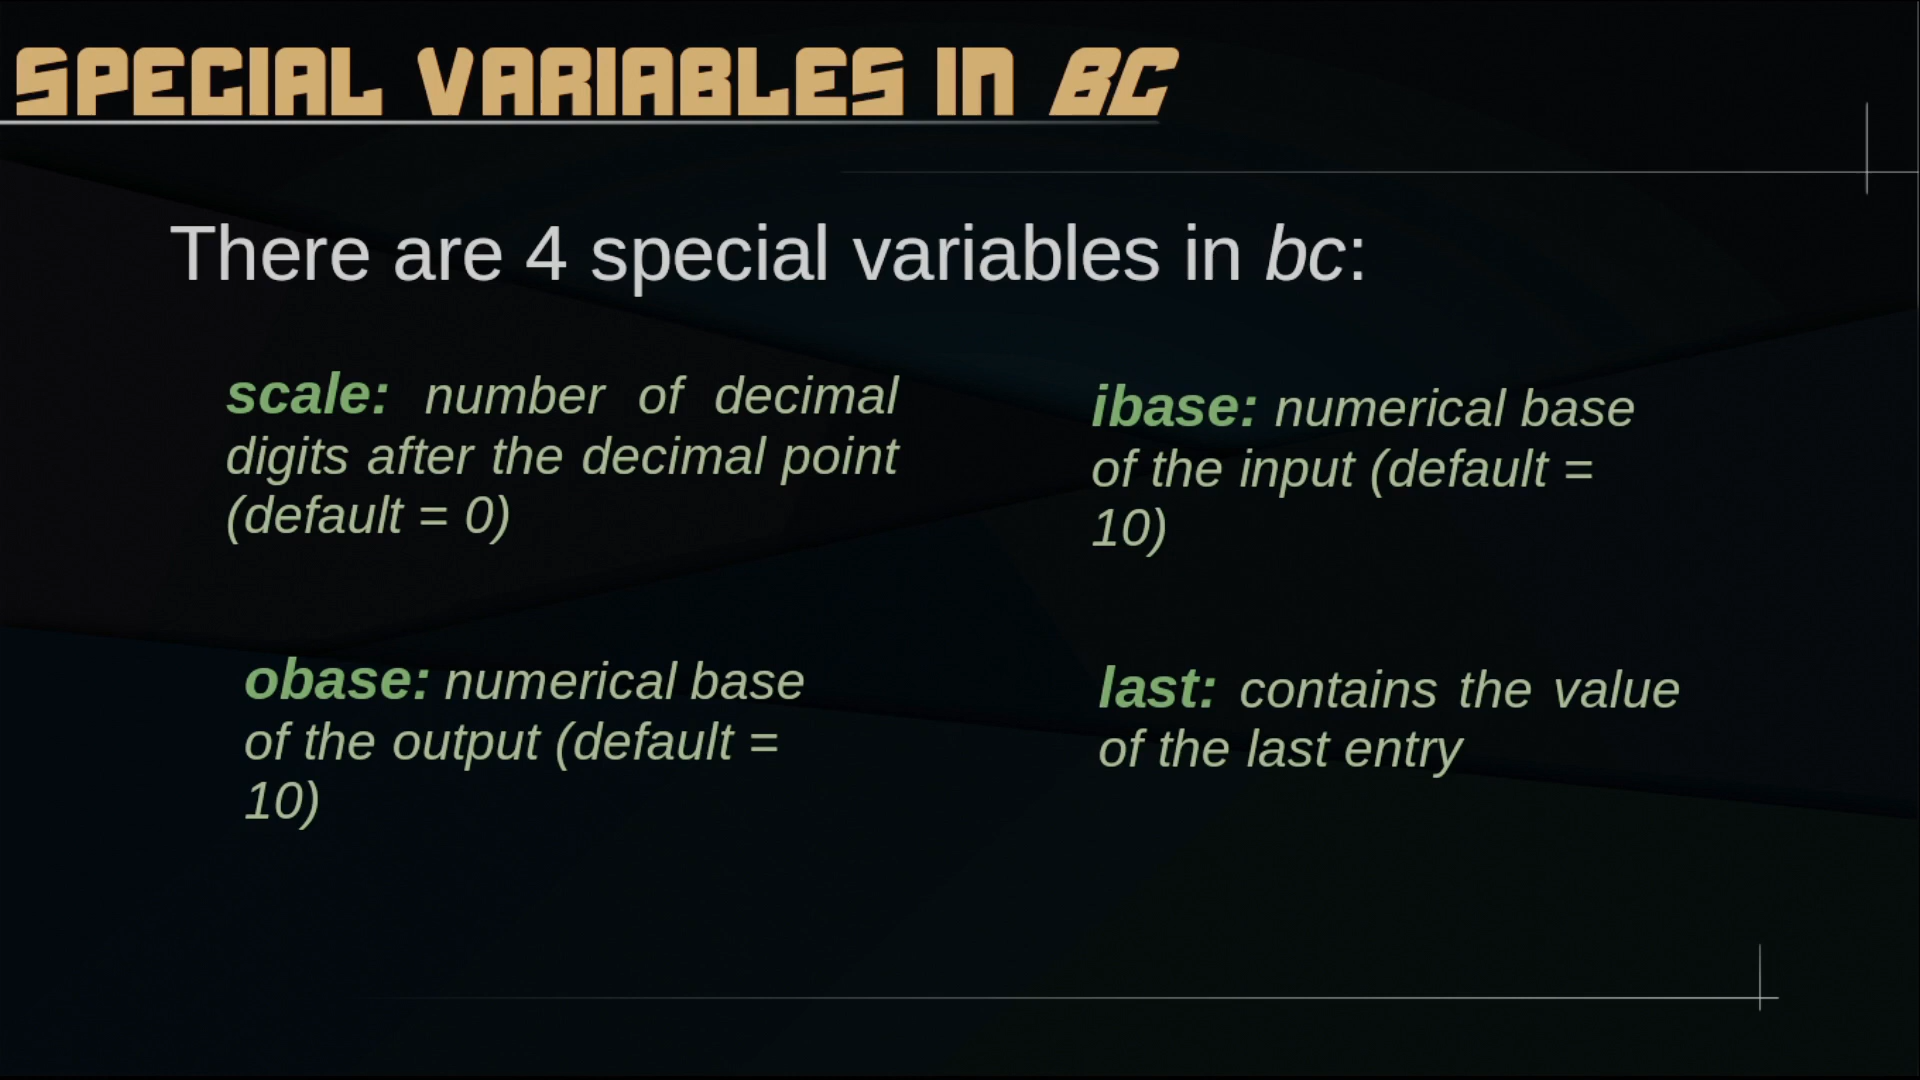 SPECIAL VARIABLES IN BC
There are 4 special variables in bc:
scale: number of decimal
digits after the decimal point
(default = 0)
ibase: numerical base
of the input (default =
10)
obase: numerical base
of the output (default =
10)
last: contains the value
of the last entry